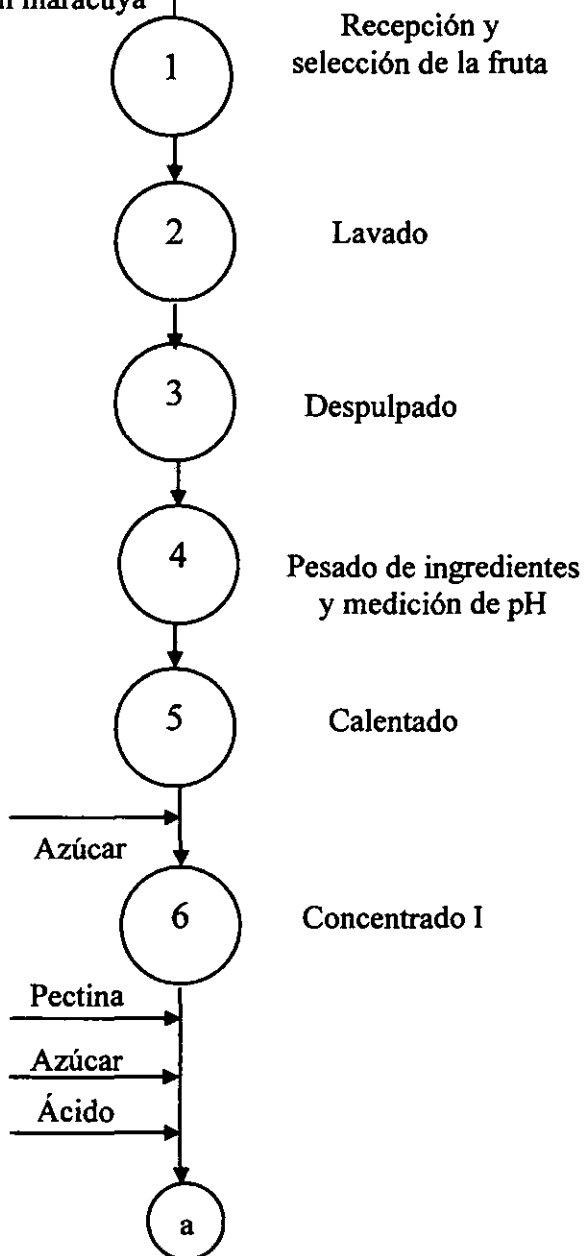 maracuya
1
Recepción y
selección de la fruta
2
Lavado
3
Despulpado
4
Pesado de ingredientes
y medición de pH
5
Calentado
Azúcar
6
Concentrado I
Pectina
Azúcar
Ácido
a